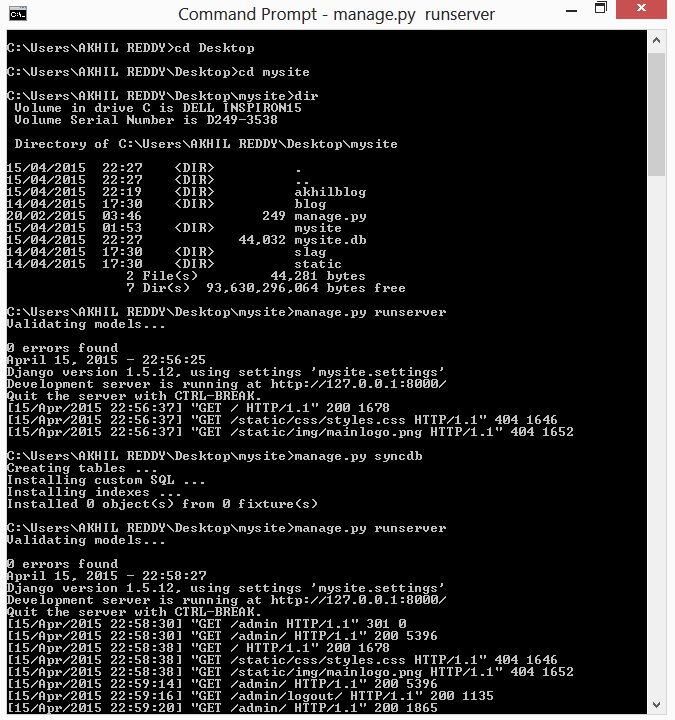 Command Prompt - manage.py runserver
C:\Users\AKHIL REDDY>cd Desktop
C:\Users\AKHIL REDDY\Desktop>cd mysite
C:\Users\AKHIL REDDY\Desktop\mysite>dir
 Volume in drive C is DELL INSPIRON15
 Volume Serial Number is D249-3538
 Directory of C:\Users\AKHIL REDDY\Desktop\mysite
15/04/2015  22:27    <DIR>          .
15/04/2015  22:27    <DIR>          ..
15/04/2015  22:19    <DIR>          akhilblog
14/04/2015  17:30    <DIR>          blog
20/02/2015  03:46               249 manage.py
15/04/2015  01:53    <DIR>          mysite
15/04/2015  22:27            44,032 mysite.db
14/04/2015  17:30    <DIR>          slag
14/04/2015  17:30    <DIR>          static
               2 File(s)         44,281 bytes
               7 Dir(s)  93,630,296,064 bytes free
C:\Users\AKHIL REDDY\Desktop\mysite>manage.py runserver
Validating models...
0 errors found
April 15, 2015 - 22:56:25
Django version 1.5.12, using settings 'mysite.settings'
Development server is running at http://127.0.0.1:8000/
Quit the server with CTRL-BREAK.
[15/Apr/2015 22:56:37] "GET / HTTP/1.1" 200 1678
[15/Apr/2015 22:56:37] "GET /static/css/styles.css HTTP/1.1" 404 1646
[15/Apr/2015 22:56:37] "GET /static/img/mainlogo.png HTTP/1.1" 404 1652
C:\Users\AKHIL REDDY\Desktop\mysite>manage.py syncdb
Creating tables ...
Installing custom SQL ...
Installing indexes ...
Installed 0 object(s) from 0 fixture(s)
C:\Users\AKHIL REDDY\Desktop\mysite>manage.py runserver
Validating models...
0 errors found
April 15, 2015 - 22:58:27
Django version 1.5.12, using settings 'mysite.settings'
Development server is running at http://127.0.0.1:8000/
Quit the server with CTRL-BREAK.
[15/Apr/2015 22:58:30] "GET /admin HTTP/1.1" 301 0
[15/Apr/2015 22:58:30] "GET /admin/ HTTP/1.1" 200 5396
[15/Apr/2015 22:58:38] "GET / HTTP/1.1" 200 1678
[15/Apr/2015 22:58:38] "GET /static/css/styles.css HTTP/1.1" 404 1646
[15/Apr/2015 22:58:38] "GET /static/img/mainlogo.png HTTP/1.1" 404 1652
[15/Apr/2015 22:59:14] "GET /admin/ HTTP/1.1" 200 5396
[15/Apr/2015 22:59:16] "GET /admin/logout/ HTTP/1.1" 200 1135
[15/Apr/2015 22:59:20] "GET /admin/ HTTP/1.1" 200 1865